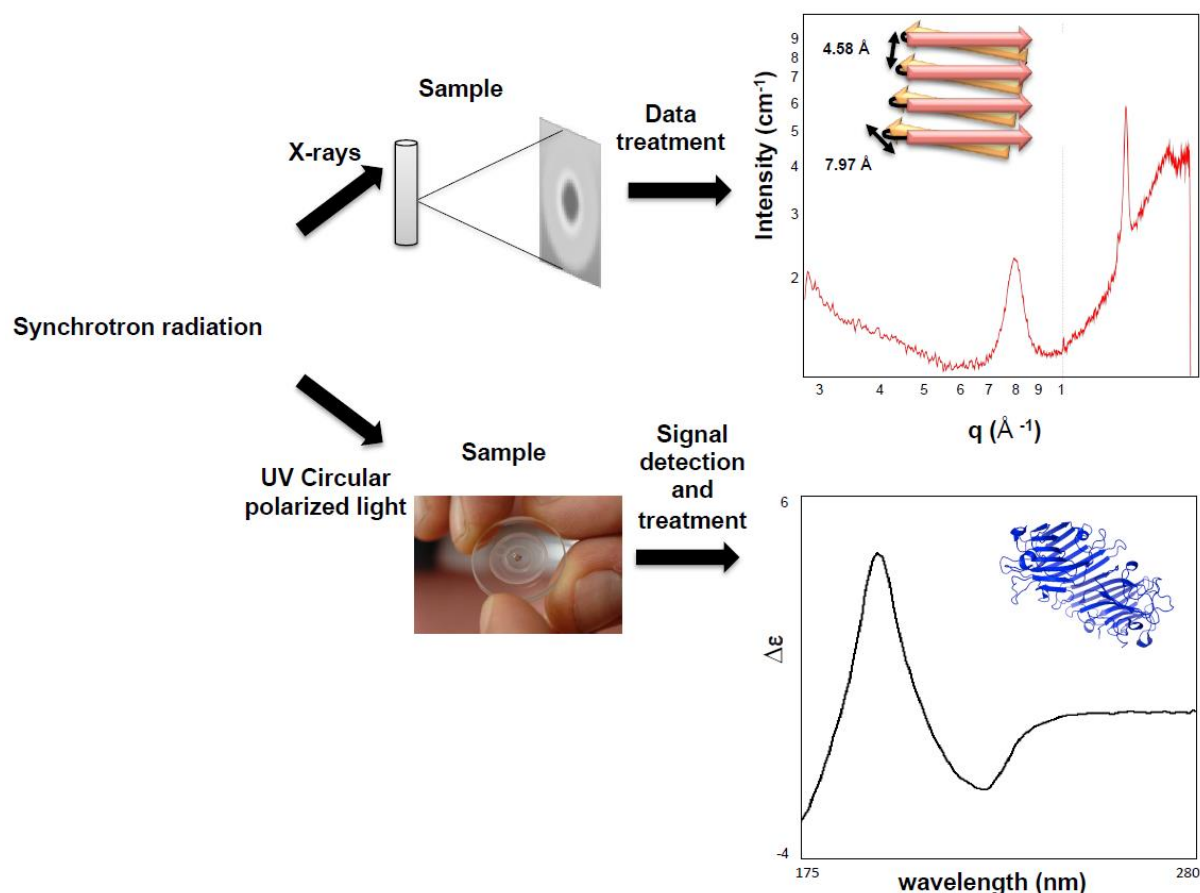 Sample
X-rays
Data
treatment
Intensity (cm⁻¹)
9
8
7
6
5
4
3
2
4.58 Å
7.97 Å
3 4 5 6 7 8 9 1
q (Å ⁻¹)
Synchrotron radiation
UV Circular
polarized light
Sample
Signal
detection
and
treatment
Δε
6
-4
175 280
wavelength (nm)